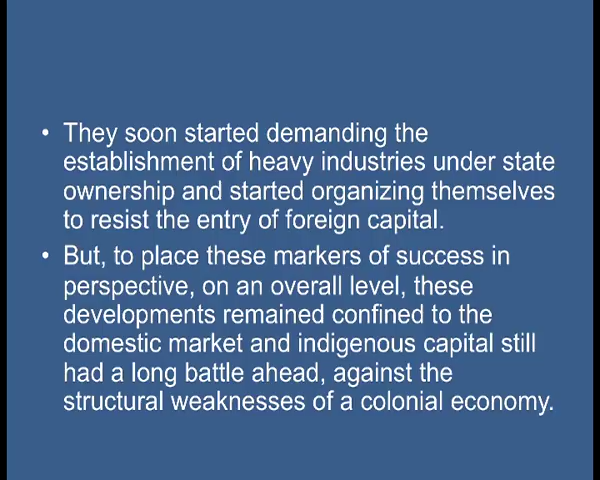 • They soon started demanding the
establishment of heavy industries under state
ownership and started organizing themselves
to resist the entry of foreign capital.
• But, to place these markers of success in
perspective, on an overall level, these
developments remained confined to the
domestic market and indigenous capital still
had a long battle ahead, against the
structural weaknesses of a colonial economy.